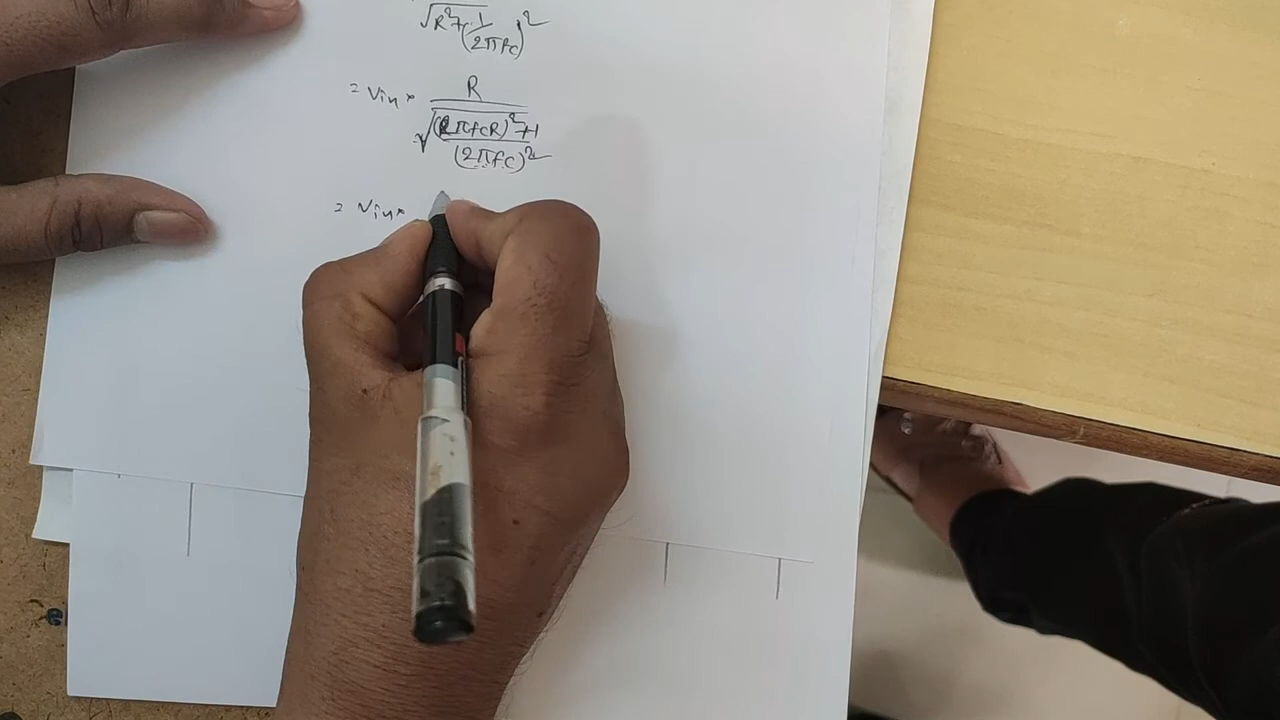 √R²+(1/2πfC)²
= Vin* R
√(2πfCR)²+1
(2πfC)²
= Vin*